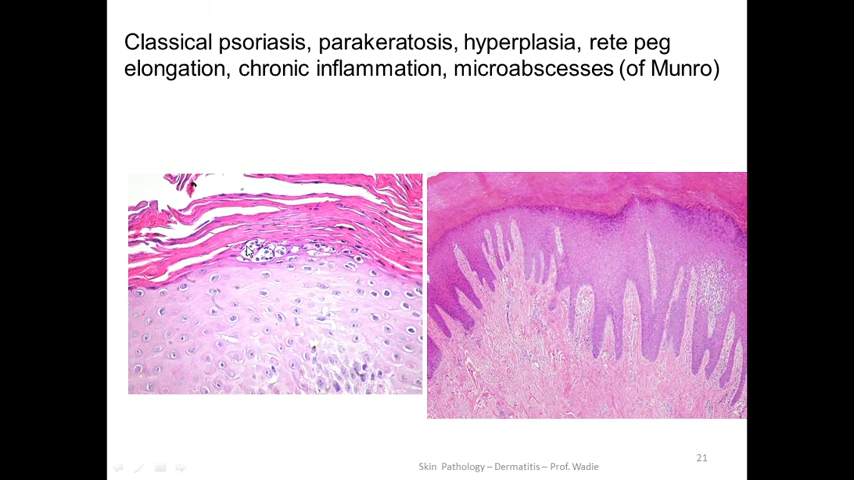 Classical psoriasis, parakeratosis, hyperplasia, rete peg
elongation, chronic inflammation, microabscesses (of Munro)
21
Skin Pathology – Dermatitis – Prof. Wadie